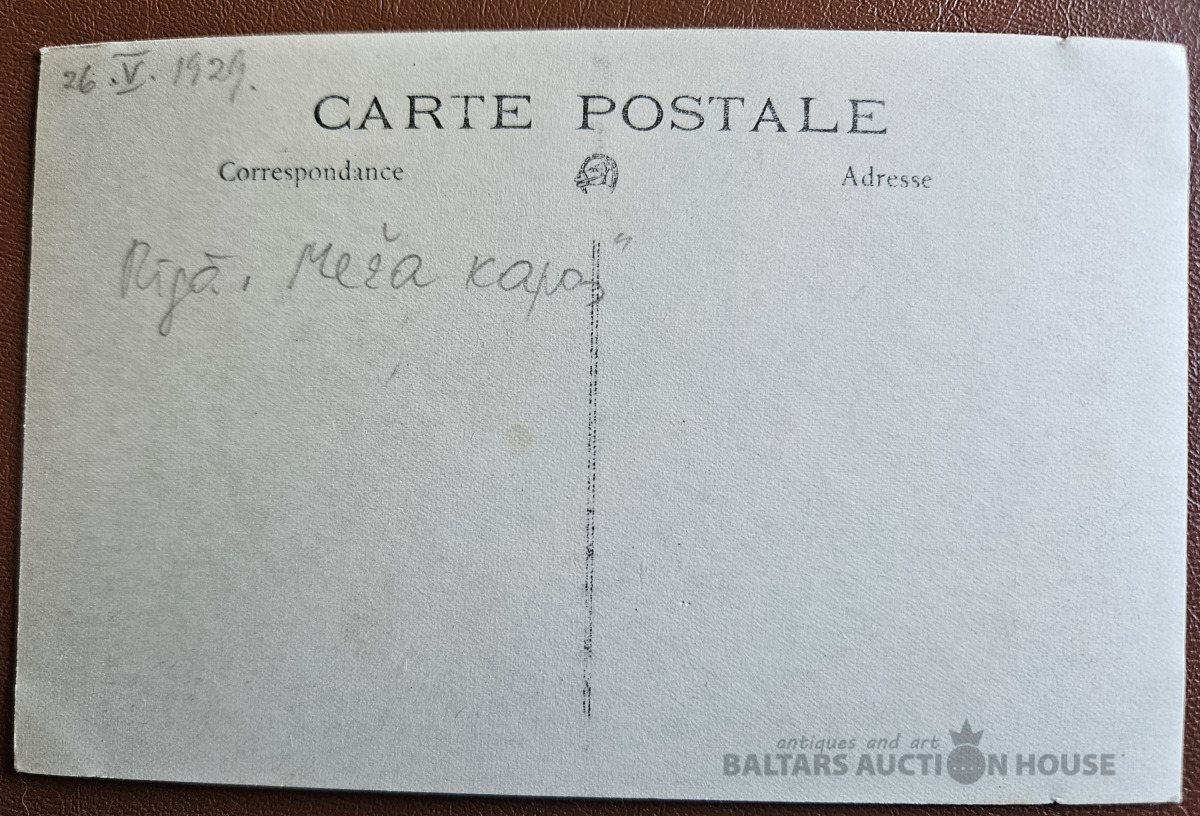 26.V.1929.
CARTE POSTALE
Correspondance
Adresse
Rīgā, Meža kapos"
antiques and art
BALTARS AUCTION HOUSE